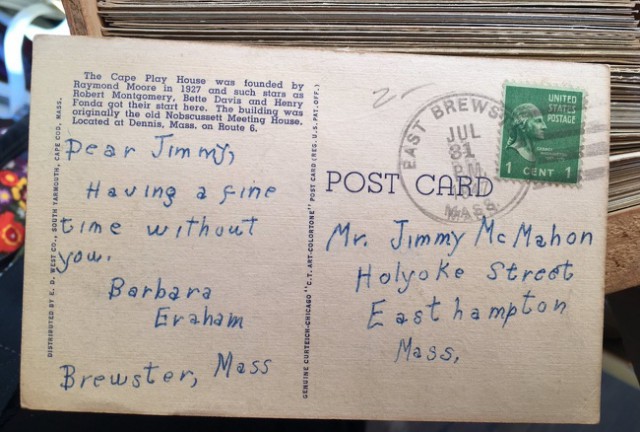 The Cape Play House was founded by
Raymond Moore in 1927 and such stars as
Robert Montgomery, Bette Davis and Henry
Fonda got their start here. The building was
originally the old Nobscussett Meeting House.
Located at Dennis, Mass. on Route 6.
Dear Jimmy,
Having a fine
time without
you.
Barbara
Graham
Brewster, Mass
DISTRIBUTED BY E. D. WEST CO., SOUTH YARMOUTH, CAPE COD, MASS.
GENUINE CURTEICH-CHICAGO "C.T. ART-COLORTONE" POST CARD (REG. U.S. PAT. OFF.)
EAST BREWS
JUL
31
P.M.
MASS.
UNITED
STATES
POSTAGE
1 CENT 1
POST CARD
Mr. Jimmy McMahon
Holyoke Street
Easthampton
Mass,